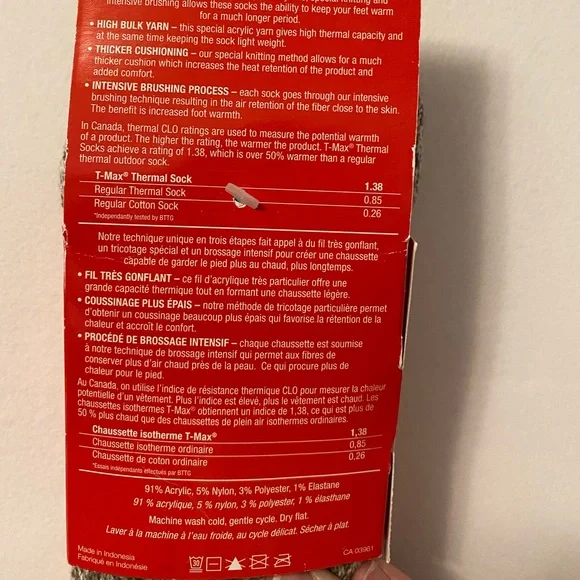 intensive brushing allows these socks the ability to keep your feet warm
for a much longer period.
• HIGH BULK YARN – this special acrylic yarn gives high thermal capacity and
at the same time keeping the sock light weight.
• THICKER CUSHIONING – our special knitting method allows for a much
thicker cushion which increases the heat retention of the product and
added comfort.
• INTENSIVE BRUSHING PROCESS – each sock goes through our intensive
brushing technique resulting in the air retention of the fiber close to the skin.
The benefit is increased foot warmth.
In Canada, thermal CLO ratings are used to measure the potential warmth
of a product. The higher the rating, the warmer the product. T-Max® Thermal
Socks achieve a rating of 1.38, which is over 50% warmer than a regular
thermal outdoor sock.
T-Max® Thermal Sock 1.38
Regular Thermal Sock 0.85
Regular Cotton Sock 0.26
*Independantly tested by BTTG
Notre technique unique en trois étapes fait appel à du fil très gonflant,
un tricotage spécial et un brossage intensif pour créer une chaussette
capable de garder le pied plus au chaud, plus longtemps.
• FIL TRÈS GONFLANT – ce fil d'acrylique très particulier offre une
grande capacité thermique tout en formant une chaussette légère.
• COUSSINAGE PLUS ÉPAIS – notre méthode de tricotage particulière permet
d'obtenir un coussinage beaucoup plus épais qui favorise la rétention de la
chaleur et accroît le confort.
• PROCÉDÉ DE BROSSAGE INTENSIF – chaque chaussette est soumise
à notre technique de brossage intensif qui permet aux fibres de
conserver plus d'air chaud près de la peau. Ce qui procure plus de
chaleur pour le pied.
Au Canada, on utilise l'indice de résistance thermique CLO pour mesurer la chaleur
potentielle d'un vêtement. Plus l'indice est élevé, plus le vêtement est chaud. Les
chaussettes isothermes T-Max® obtiennent un indice de 1,38, ce qui est plus de
50 % plus chaud que des chaussettes de plein air isothermes ordinaires.
Chaussette isotherme T-Max® 1,38
Chaussette isotherme ordinaire 0,85
Chaussette de coton ordinaire 0,26
*Essais indépendants effectués par BTTG
91% Acrylic, 5% Nylon, 3% Polyester, 1% Elastane
91 % acrylique, 5 % nylon, 3 % polyester, 1 % élasthane
Machine wash cold, gentle cycle. Dry flat.
Laver à la machine à l'eau froide, au cycle délicat. Sécher à plat.
Made in Indonesia
Fabriqué en Indonésie
30
CA 03961